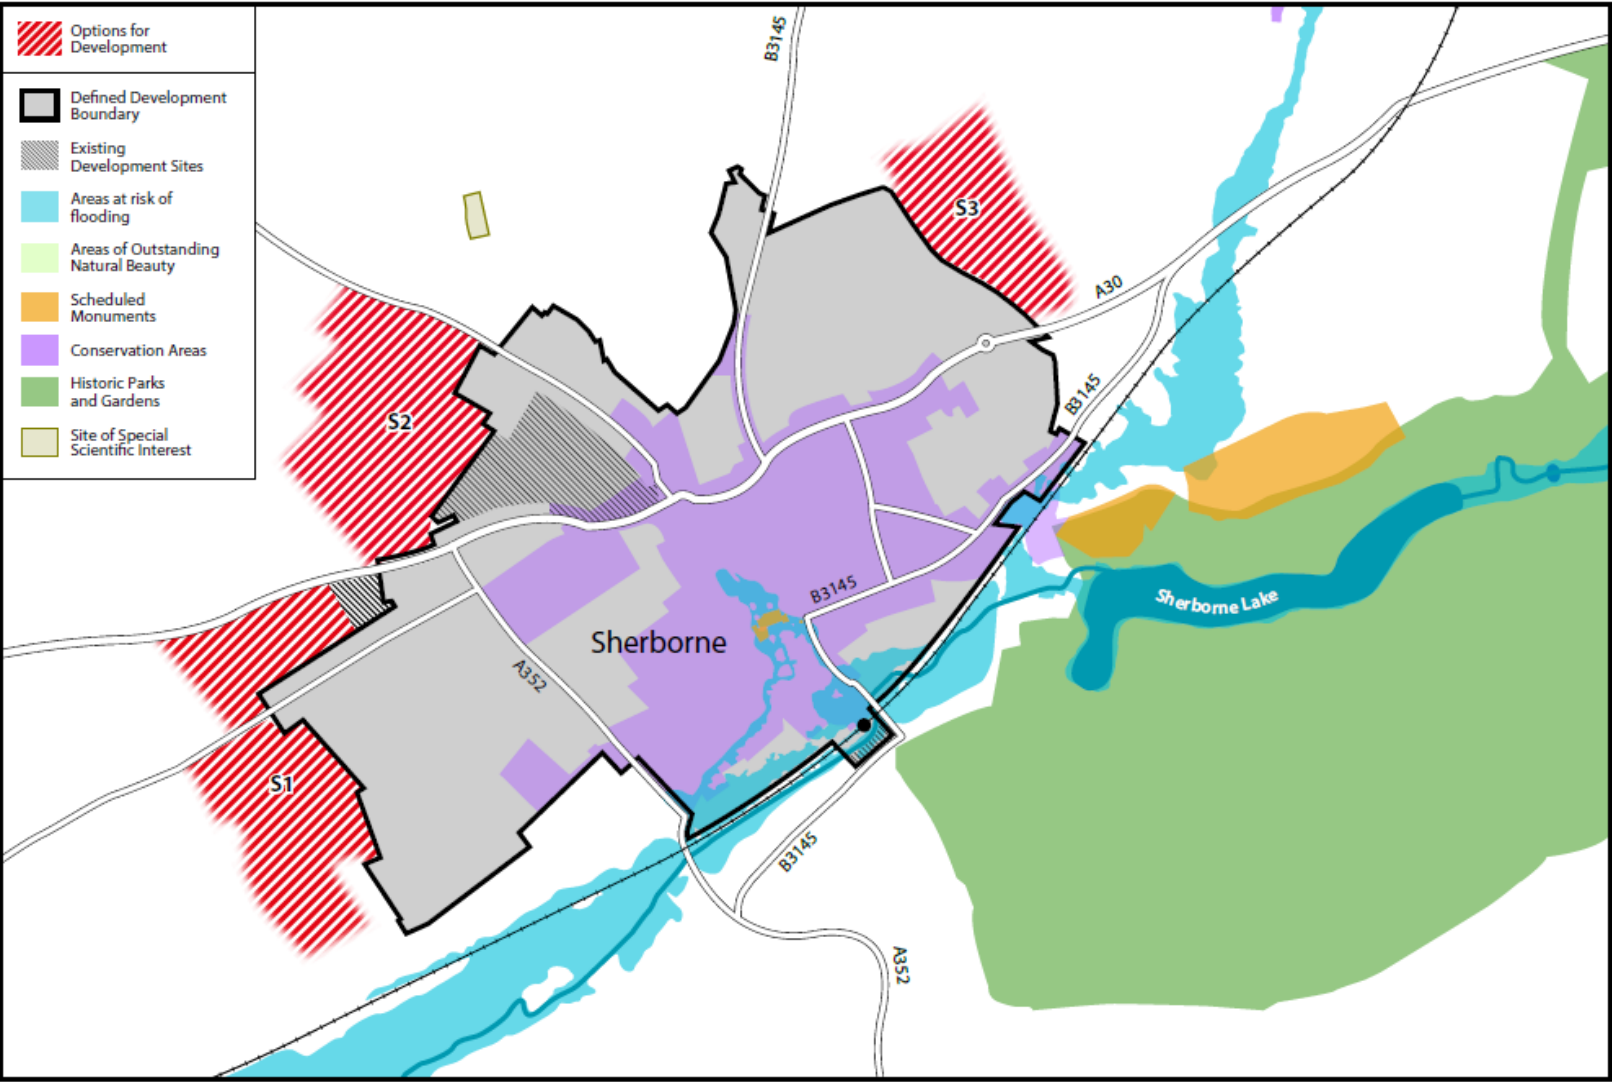 Options for
Development
Defined Development
Boundary
Existing
Development Sites
Areas at risk of
flooding
Areas of Outstanding
Natural Beauty
Scheduled
Monuments
Conservation Areas
Historic Parks
and Gardens
Site of Special
Scientific Interest
B3145
S3
A30
B3145
S2
B3145
Sherborne Lake
Sherborne
A352
S1
B3145
A352